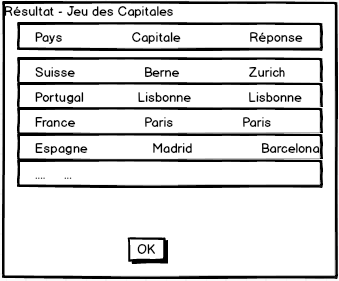 Résultat - Jeu des Capitales
Pays Capitale Réponse
Suisse Berne Zurich
Portugal Lisbonne Lisbonne
France Paris Paris
Espagne Madrid Barcelona
.... ...
OK